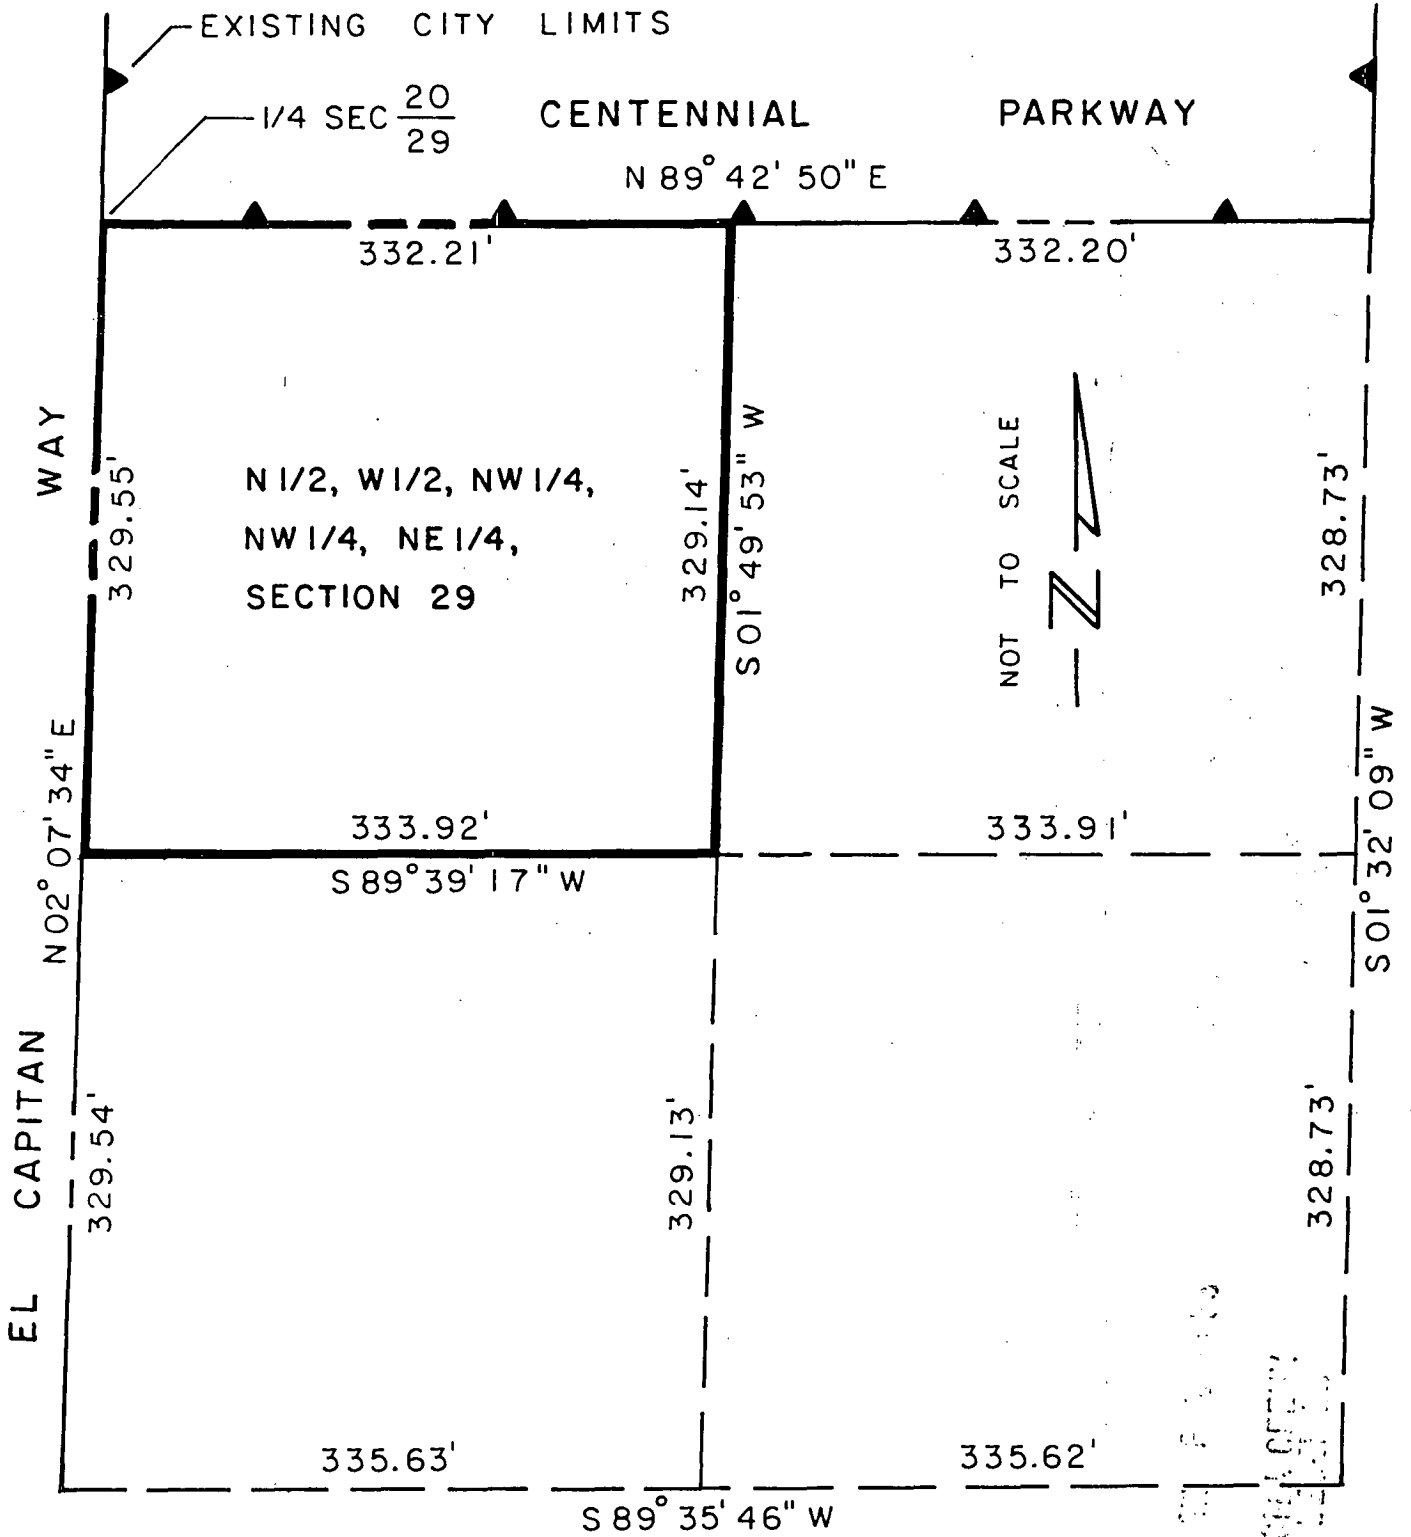 EXISTING CITY LIMITS
1/4 SEC 20/29
CENTENNIAL PARKWAY
N 89° 42' 50" E
332.21'
332.20'
WAY
329.55'
N 1/2, W 1/2, NW 1/4,
NW 1/4, NE 1/4,
SECTION 29
329.14'
S 01° 49' 53" W
NOT TO SCALE
N
328.73'
N 02° 07' 34" E
333.92'
333.91'
S 89° 39' 17" W
S 01° 32' 09" W
EL CAPITAN
329.54'
329.13'
328.73'
335.63'
335.62'
S 89° 35' 46" W